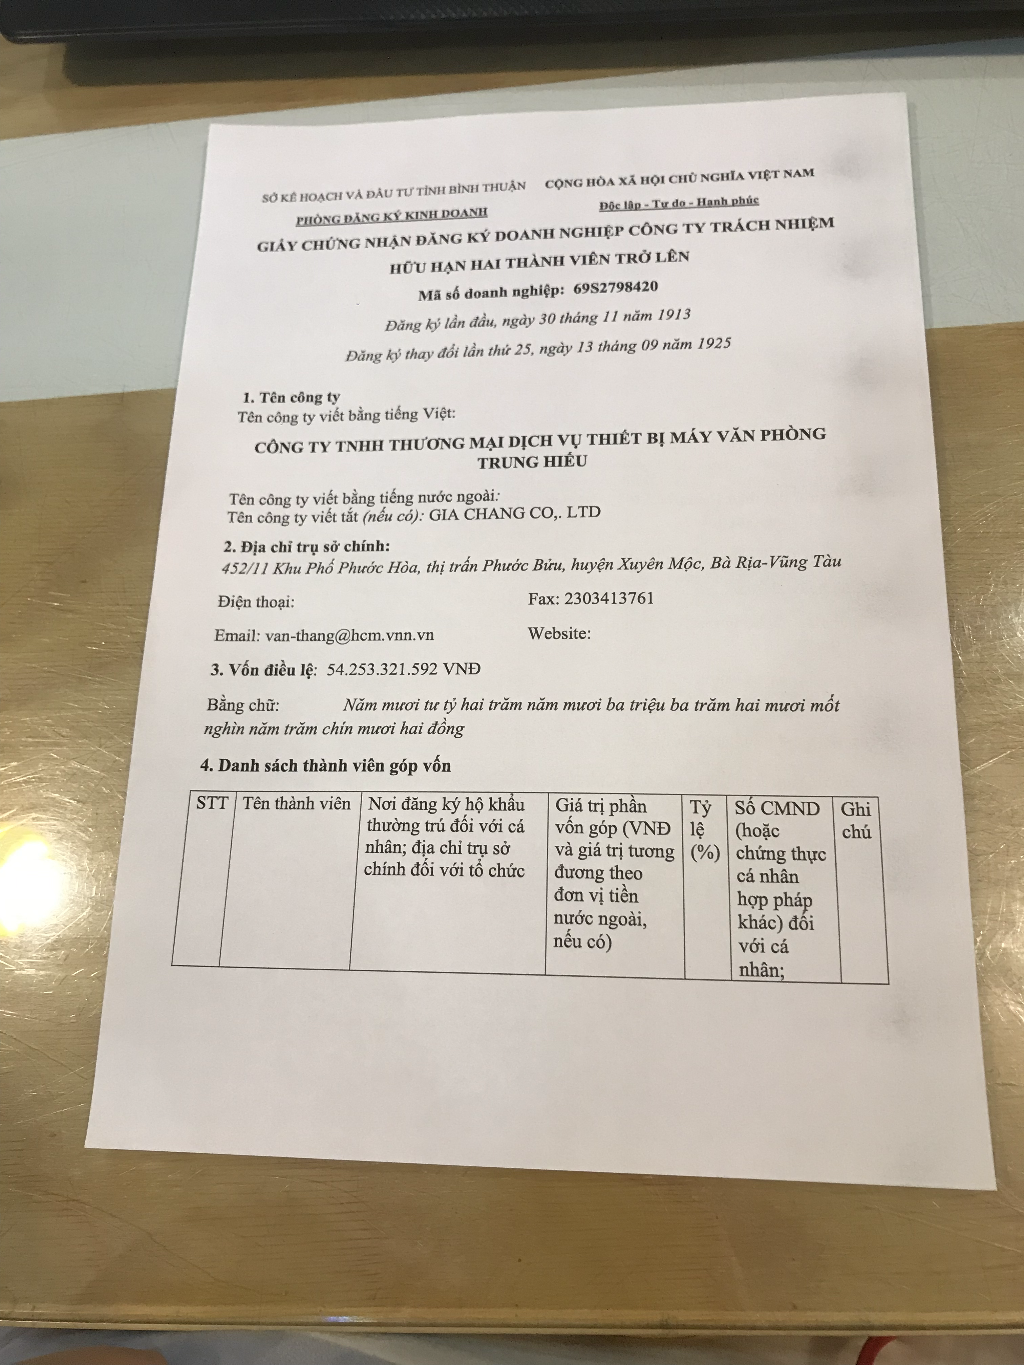 SỞ KẾ HOẠCH VÀ ĐẦU TƯ TỈNH BÌNH THUẬN
PHÒNG ĐĂNG KÝ KINH DOANH
CỘNG HÒA XÃ HỘI CHỦ NGHĨA VIỆT NAM
Độc lập - Tự do - Hạnh phúc
GIẤY CHỨNG NHẬN ĐĂNG KÝ DOANH NGHIỆP CÔNG TY TRÁCH NHIỆM
HỮU HẠN HAI THÀNH VIÊN TRỞ LÊN
Mã số doanh nghiệp: 69S2798420
Đăng ký lần đầu, ngày 30 tháng 11 năm 1913
Đăng ký thay đổi lần thứ 25, ngày 13 tháng 09 năm 1925
1. Tên công ty
Tên công ty viết bằng tiếng Việt:
CÔNG TY TNHH THƯƠNG MẠI DỊCH VỤ THIẾT BỊ MÁY VĂN PHÒNG
TRUNG HIẾU
Tên công ty viết bằng tiếng nước ngoài:
Tên công ty viết tắt (nếu có): GIA CHANG CO,. LTD
2. Địa chỉ trụ sở chính:
452/11 Khu Phố Phước Hòa, thị trấn Phước Bửu, huyện Xuyên Mộc, Bà Rịa-Vũng Tàu
Điện thoại:
Fax: 2303413761
Email: van-thang@hcm.vnn.vn
Website:
3. Vốn điều lệ: 54.253.321.592 VNĐ
Bằng chữ: Năm mươi tư tỷ hai trăm năm mươi ba triệu ba trăm hai mươi mốt
nghìn năm trăm chín mươi hai đồng
4. Danh sách thành viên góp vốn
STT
Tên thành viên
Nơi đăng ký hộ khẩu
thường trú đối với cá
nhân; địa chỉ trụ sở
chính đối với tổ chức
Giá trị phần
vốn góp (VNĐ
và giá trị tương
đương theo
đơn vị tiền
nước ngoài,
nếu có)
Tỷ
lệ
(%)
Số CMND
(hoặc
chứng thực
cá nhân
hợp pháp
khác) đối
với cá
nhân;
Ghi
chú